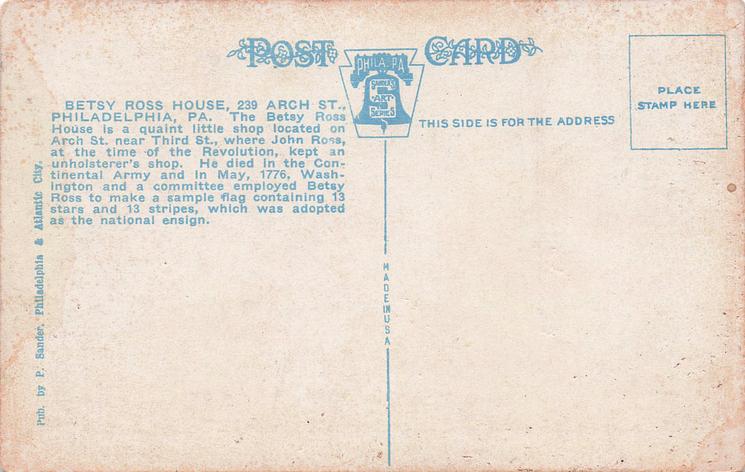 POST CARD
PHILA. PA.
SANDER'S
ART
SERIES
PLACE
STAMP HERE
THIS SIDE IS FOR THE ADDRESS
BETSY ROSS HOUSE, 239 ARCH ST.,
PHILADELPHIA, PA. The Betsy Ross
House is a quaint little shop located on
Arch St. near Third St., where John Ross,
at the time of the Revolution, kept an
unholsterer's shop. He died in the Con-
tinental Army and in May, 1776, Wash-
ington and a committee employed Betsy
Ross to make a sample flag containing 13
stars and 13 stripes, which was adopted
as the national ensign.
Pub. by P. Sander, Philadelphia & Atlantic City.
MADE IN USA